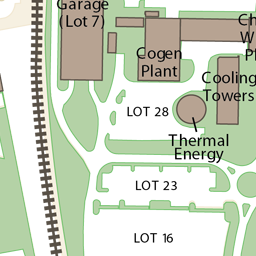 Garage
(Lot 7)
Cogen
Plant
Cooling
Towers
LOT 28
Thermal
Energy
LOT 23
LOT 16